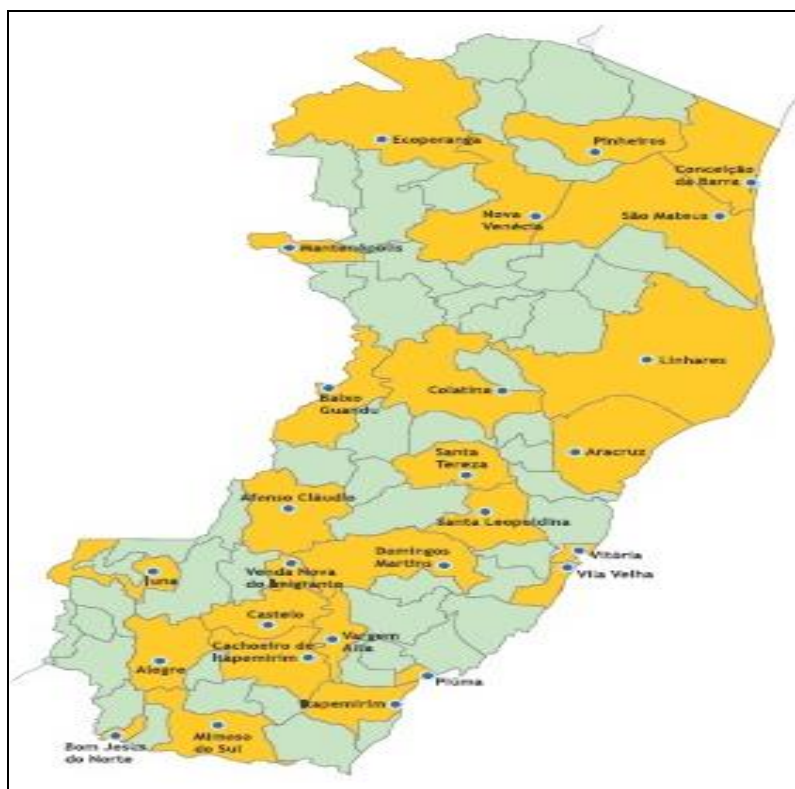 Ecoporanga
Pinheiros
Conceição
da Barra
Nova
Venécia
São Mateus
Mantenópolis
Linhares
Baixo
Guandu
Colatina
Santa
Tereza
Aracruz
Afonso Cláudio
Santa Leopoldina
Domingos
Martins
Vitória
Vila Velha
Iuna
Venda Nova
do Emigrante
Castelo
Vargem
Alta
Cachoeiro de
Itapemirim
Alegre
Piúma
Itapemirim
Mimoso
do Sul
Bom Jesus
do Norte